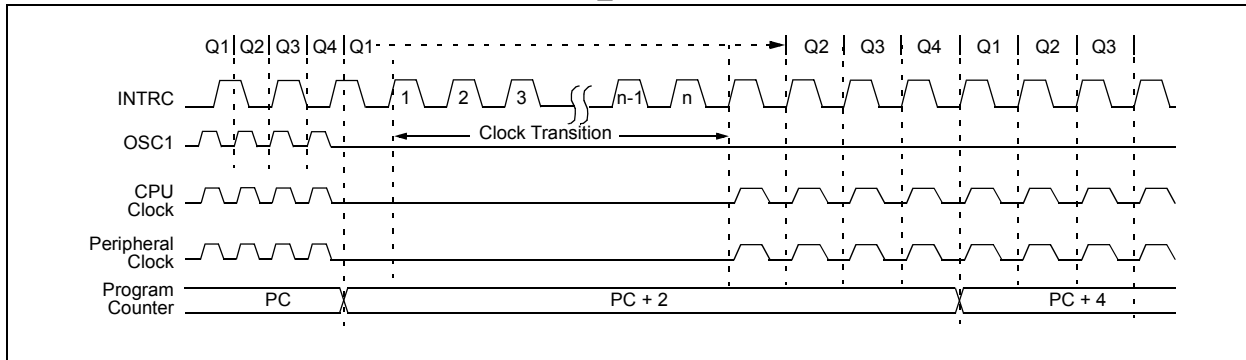 Q1 Q2 Q3 Q4 Q1 Q2 Q3 Q4 Q1 Q2 Q3
INTRC 1 2 3 n-1 n
Clock Transition
OSC1
CPU
Clock
Peripheral
Clock
Program
Counter
PC PC + 2 PC + 4